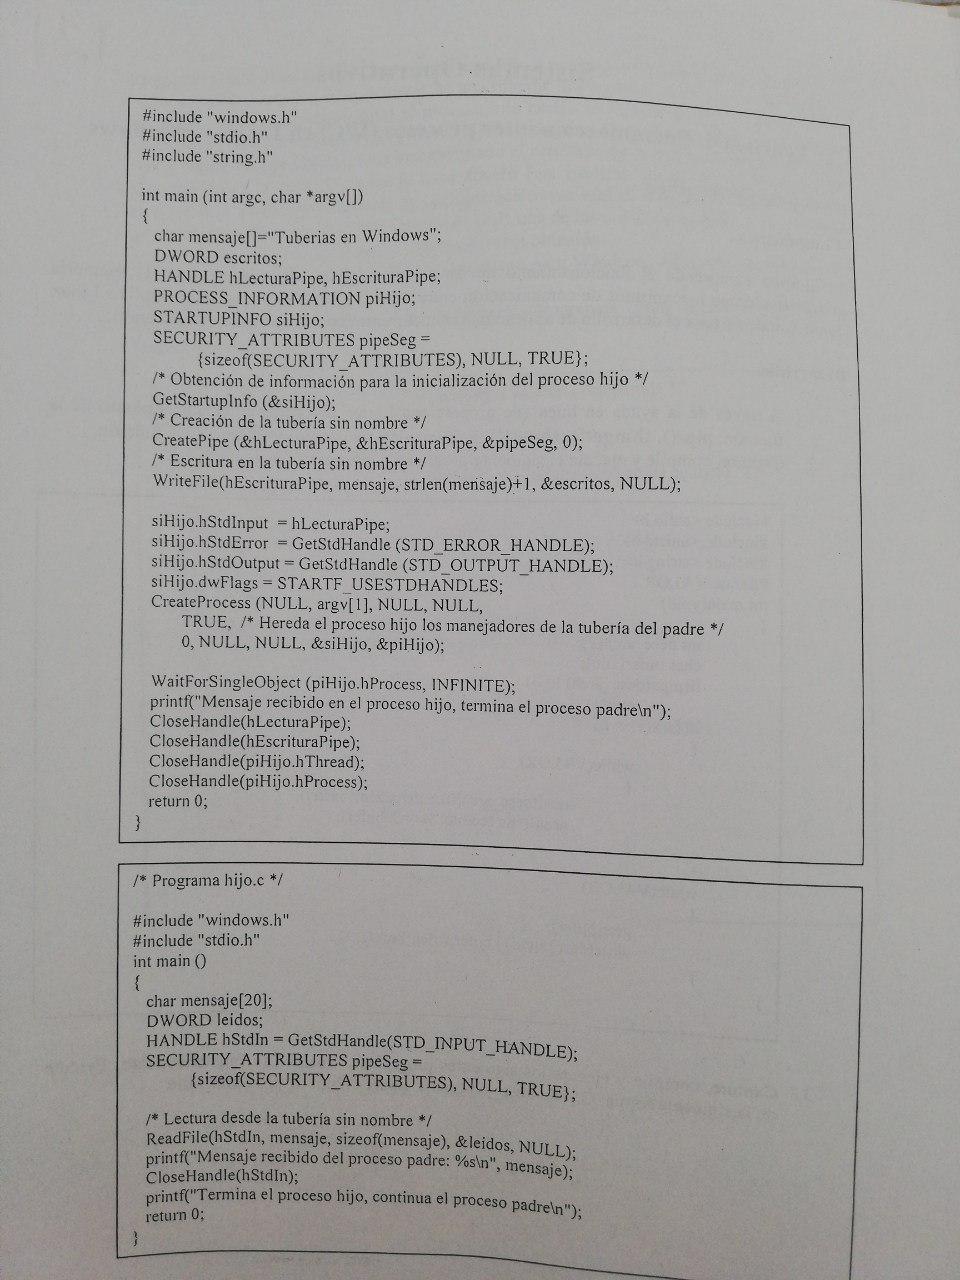 #include "windows.h"
#include "stdio.h"
#include "string.h"

int main (int argc, char *argv[])
{
  char mensaje[]="Tuberias en Windows";
  DWORD escritos;
  HANDLE hLecturaPipe, hEscrituraPipe;
  PROCESS_INFORMATION piHijo;
  STARTUPINFO siHijo;
  SECURITY_ATTRIBUTES pipeSeg =
        {sizeof(SECURITY_ATTRIBUTES), NULL, TRUE};
  /* Obtención de información para la inicialización del proceso hijo */
  GetStartupInfo (&siHijo);
  /* Creación de la tubería sin nombre */
  CreatePipe (&hLecturaPipe, &hEscrituraPipe, &pipeSeg, 0);
  /* Escritura en la tubería sin nombre */
  WriteFile(hEscrituraPipe, mensaje, strlen(mensaje)+1, &escritos, NULL);

  siHijo.hStdInput  = hLecturaPipe;
  siHijo.hStdError  = GetStdHandle (STD_ERROR_HANDLE);
  siHijo.hStdOutput = GetStdHandle (STD_OUTPUT_HANDLE);
  siHijo.dwFlags = STARTF_USESTDHANDLES;
  CreateProcess (NULL, argv[1], NULL, NULL,
      TRUE,  /* Hereda el proceso hijo los manejadores de la tubería del padre */
      0, NULL, NULL, &siHijo, &piHijo);

  WaitForSingleObject (piHijo.hProcess, INFINITE);
  printf("Mensaje recibido en el proceso hijo, termina el proceso padre\n");
  CloseHandle(hLecturaPipe);
  CloseHandle(hEscrituraPipe);
  CloseHandle(piHijo.hThread);
  CloseHandle(piHijo.hProcess);
  return 0;
}

/* Programa hijo.c */

#include "windows.h"
#include "stdio.h"
int main ()
{
  char mensaje[20];
  DWORD leidos;
  HANDLE hStdIn = GetStdHandle(STD_INPUT_HANDLE);
  SECURITY_ATTRIBUTES pipeSeg =
        {sizeof(SECURITY_ATTRIBUTES), NULL, TRUE};

  /* Lectura desde la tubería sin nombre */
  ReadFile(hStdIn, mensaje, sizeof(mensaje), &leidos, NULL);
  printf("Mensaje recibido del proceso padre: %s\n", mensaje);
  CloseHandle(hStdIn);
  printf("Termina el proceso hijo, continua el proceso padre\n");
  return 0;
}